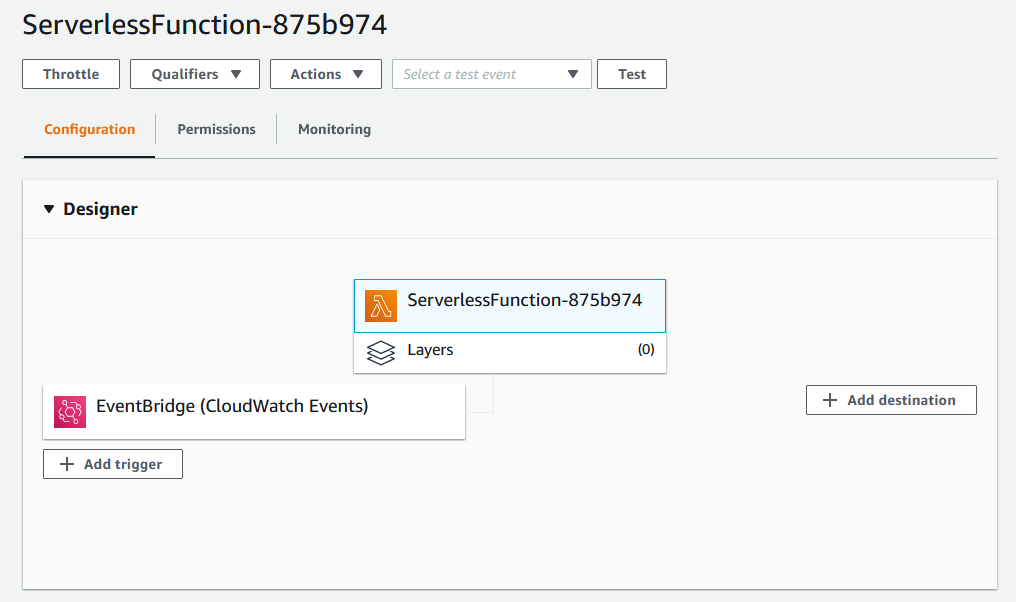 ServerlessFunction-875b974
Throttle Qualifiers Actions Select a test event Test
Configuration Permissions Monitoring
Designer
ServerlessFunction-875b974
Layers (0)
EventBridge (CloudWatch Events)
Add destination
Add trigger